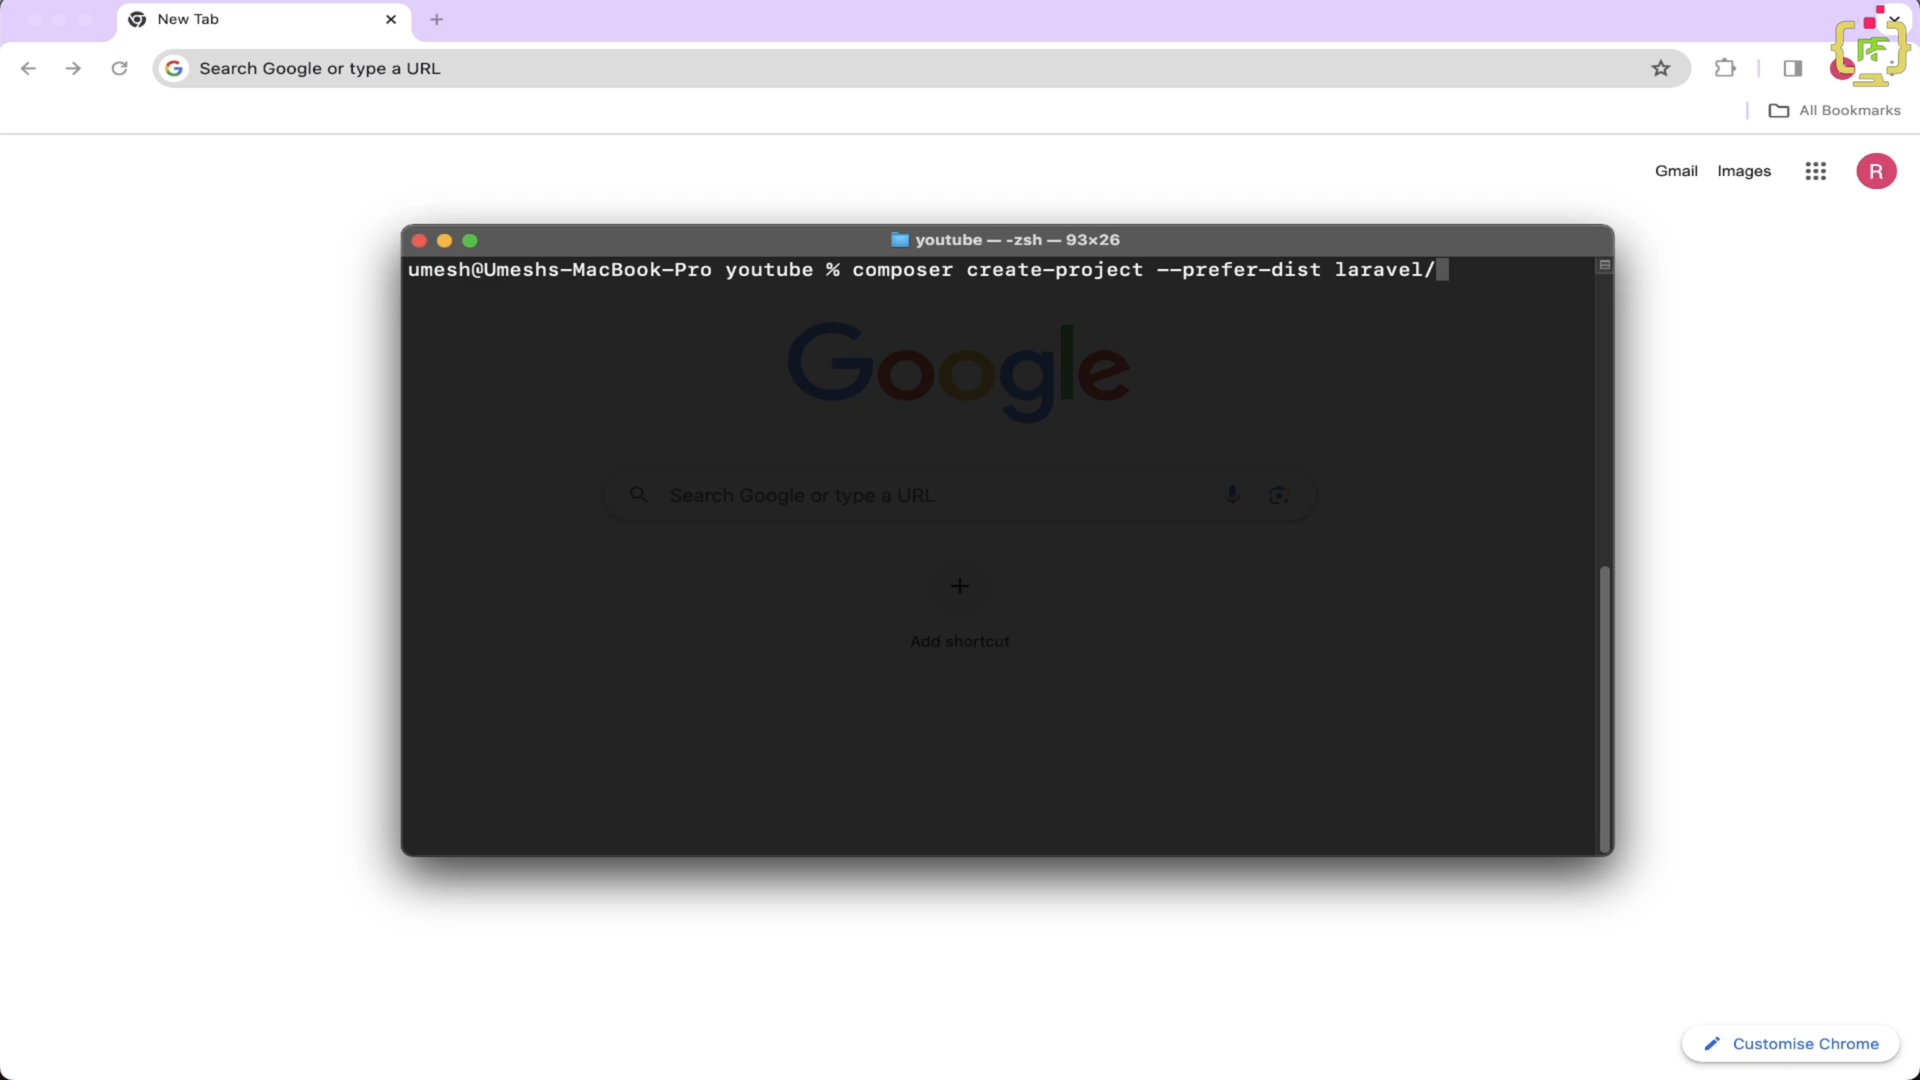 New Tab
Search Google or type a URL
All Bookmarks
Gmail Images R
youtube — -zsh — 93×26
umesh@Umeshs-MacBook-Pro youtube % composer create-project --prefer-dist laravel/
Google
Search Google or type a URL
Add shortcut
Customise Chrome